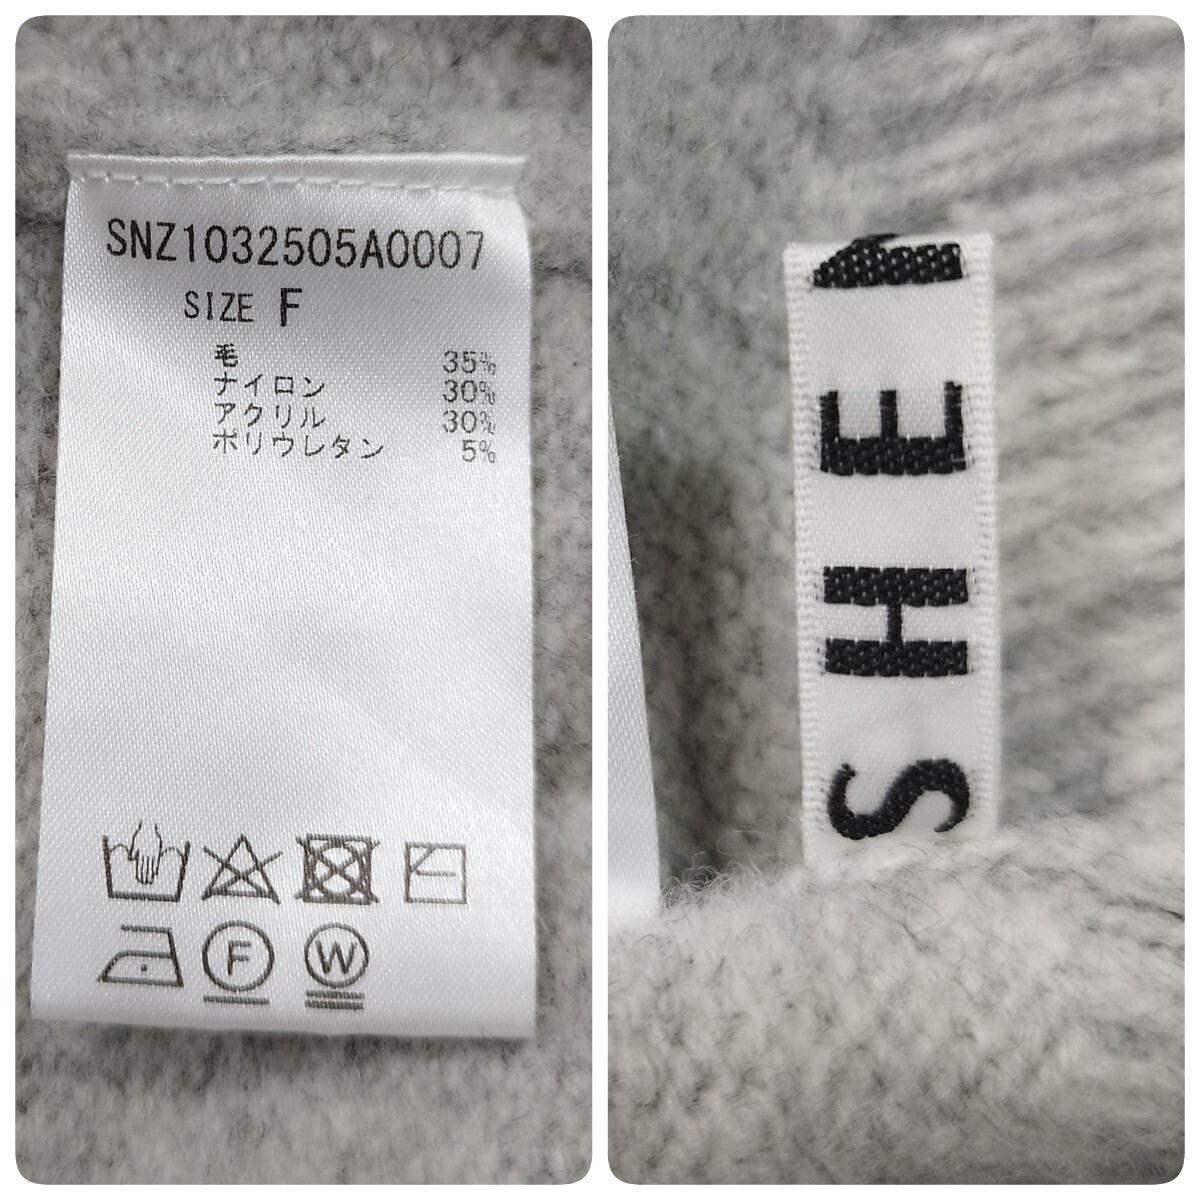 SNZ1032505A0007
SIZE F
毛 35%
ナイロン 30%
アクリル 30%
ポリウレタン 5%
F W
SHE